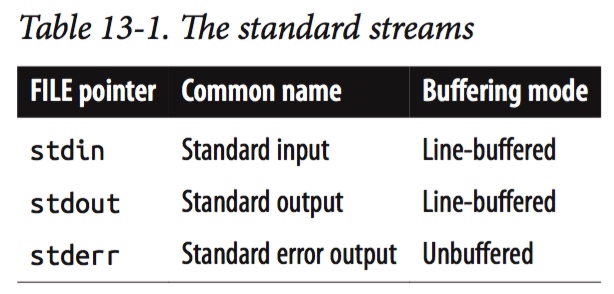 Table 13-1. The standard streams
FILE pointer Common name Buffering mode
stdin Standard input Line-buffered
stdout Standard output Line-buffered
stderr Standard error output Unbuffered